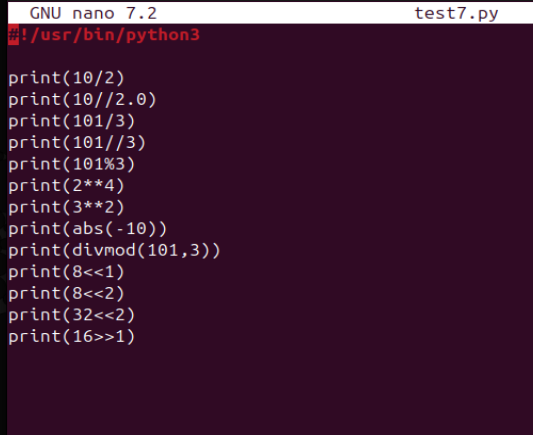 GNU nano 7.2 test7.py
#!/usr/bin/python3
print(10/2)
print(10//2.0)
print(101/3)
print(101//3)
print(101%3)
print(2**4)
print(3**2)
print(abs(-10))
print(divmod(101,3))
print(8<<1)
print(8<<2)
print(32<<2)
print(16>>1)